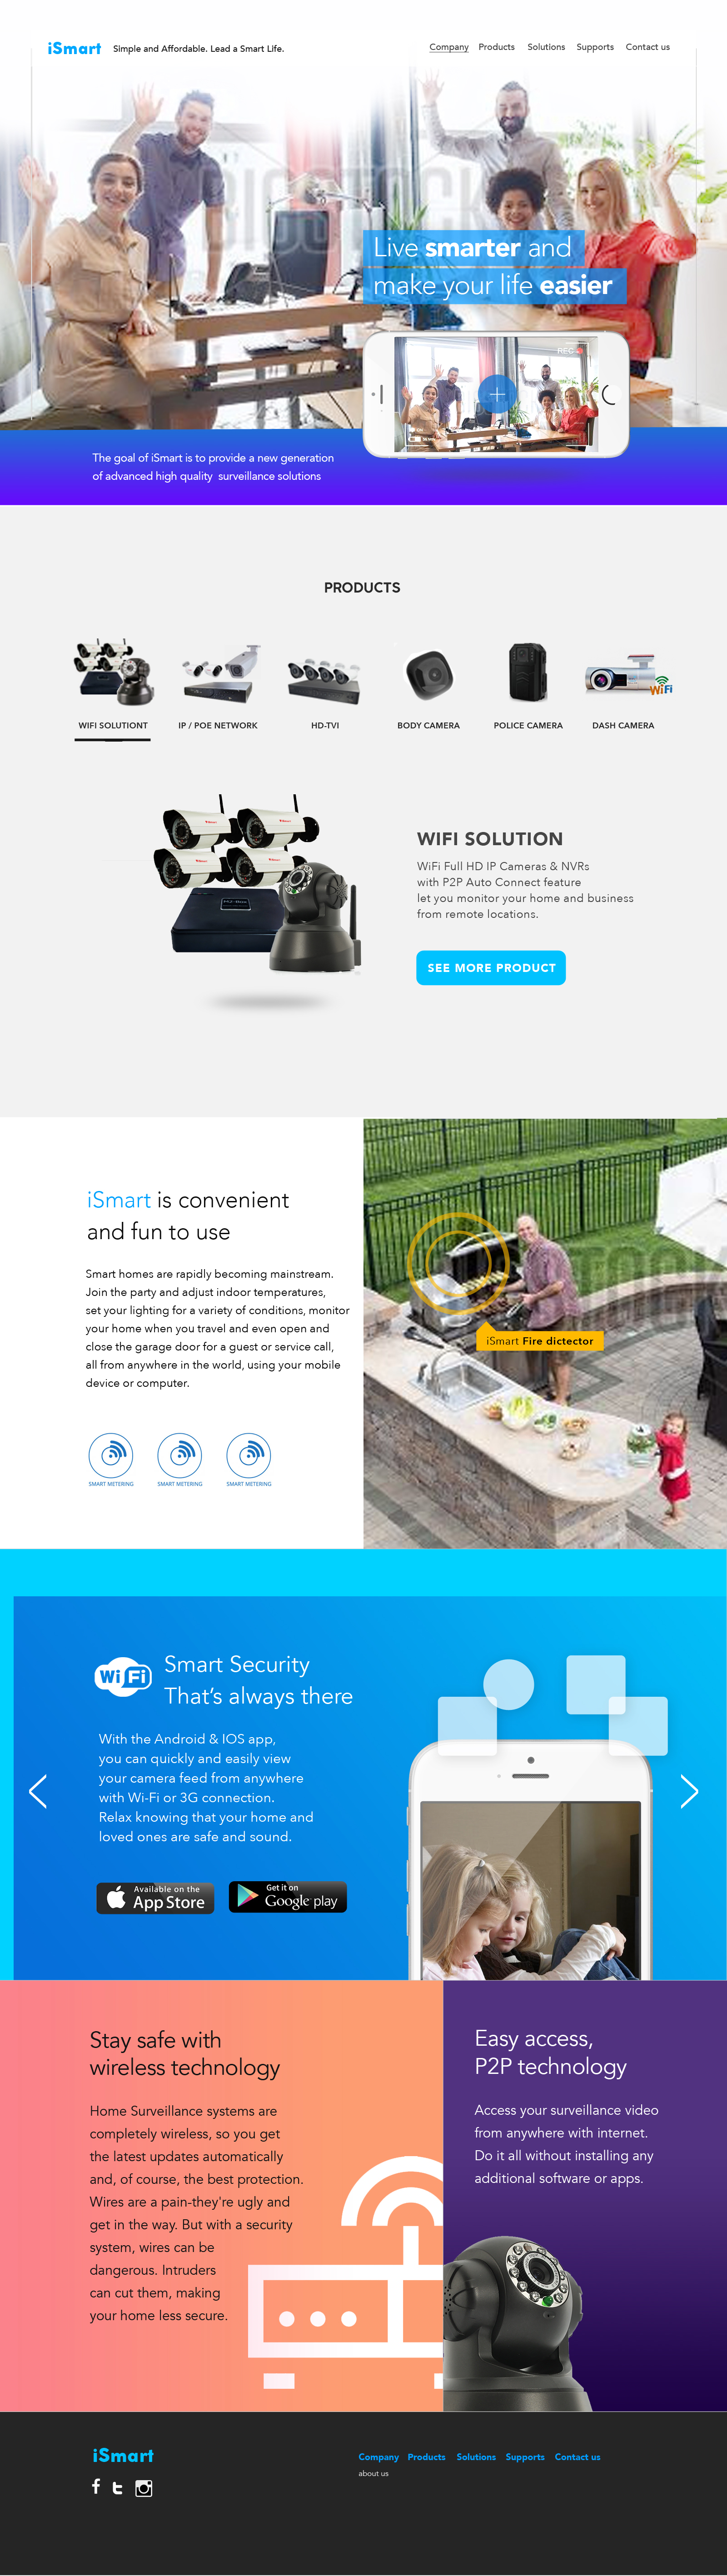 iSmart
Simple and Affordable. Lead a Smart Life.
Company Products Solutions Supports Contact us
Live smarter and
make your life easier
REC
The goal of iSmart is to provide a new generation
of advanced high quality surveillance solutions
PRODUCTS
WiFi
WIFI SOLUTIONT
IP / POE NETWORK
HD-TVI
BODY CAMERA
POLICE CAMERA
DASH CAMERA
WIFI SOLUTION
WiFi Full HD IP Cameras & NVRs
with P2P Auto Connect feature
let you monitor your home and business
from remote locations.
SEE MORE PRODUCT
iSmart is convenient
and fun to use
Smart homes are rapidly becoming mainstream.
Join the party and adjust indoor temperatures,
set your lighting for a variety of conditions, monitor
your home when you travel and even open and
close the garage door for a guest or service call,
all from anywhere in the world, using your mobile
device or computer.
SMART METERING
SMART METERING
SMART METERING
iSmart Fire dictector
Wi Fi
Smart Security
That's always there
With the Android & IOS app,
you can quickly and easily view
your camera feed from anywhere
with Wi-Fi or 3G connection.
Relax knowing that your home and
loved ones are safe and sound.
Available on the
App Store
Get it on
Google play
Stay safe with
wireless technology
Home Surveillance systems are
completely wireless, so you get
the latest updates automatically
and, of course, the best protection.
Wires are a pain-they're ugly and
get in the way. But with a security
system, wires can be
dangerous. Intruders
can cut them, making
your home less secure.
Easy access,
P2P technology
Access your surveillance video
from anywhere with internet.
Do it all without installing any
additional software or apps.
iSmart
Company Products Solutions Supports Contact us
about us